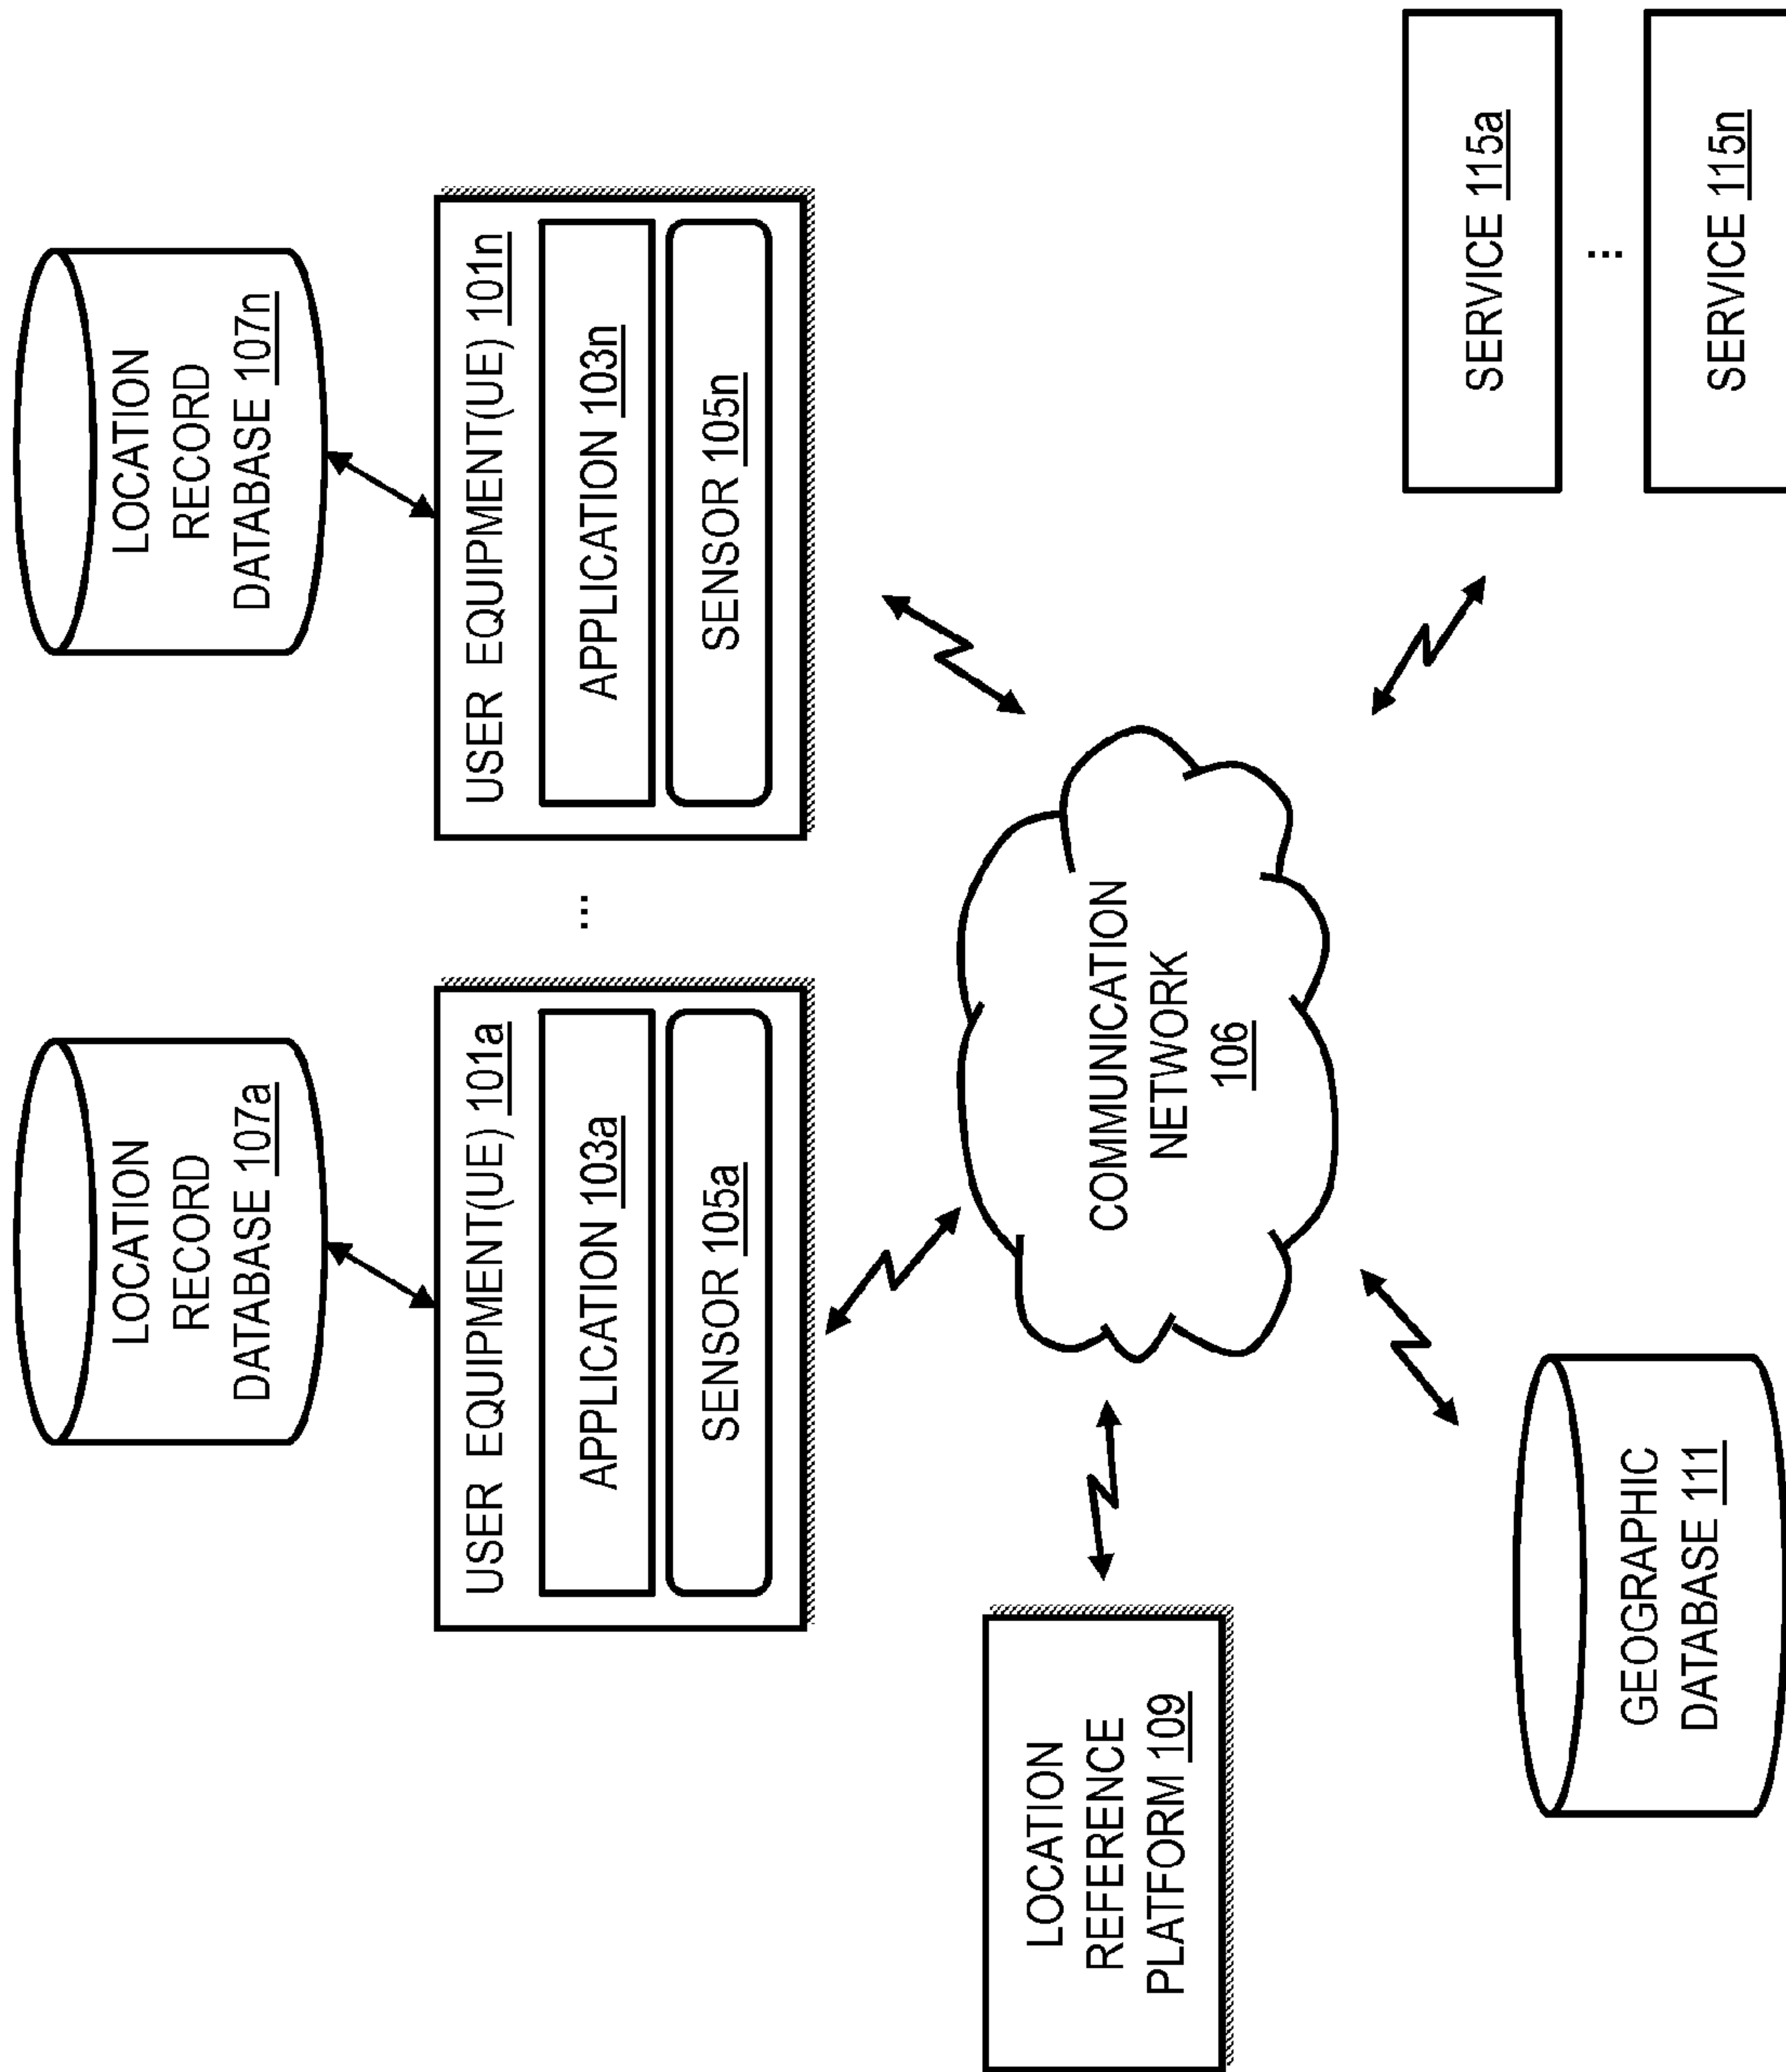 LOCATION
RECORD
DATABASE 107a
LOCATION
RECORD
DATABASE 107n
USER EQUIPMENT(UE) 101a
APPLICATION 103a
SENSOR 105a
...
USER EQUIPMENT(UE) 101n
APPLICATION 103n
SENSOR 105n
LOCATION
REFERENCE
PLATFORM 109
COMMUNICATION
NETWORK
106
GEOGRAPHIC
DATABASE 111
SERVICE 115a
...
SERVICE 115n